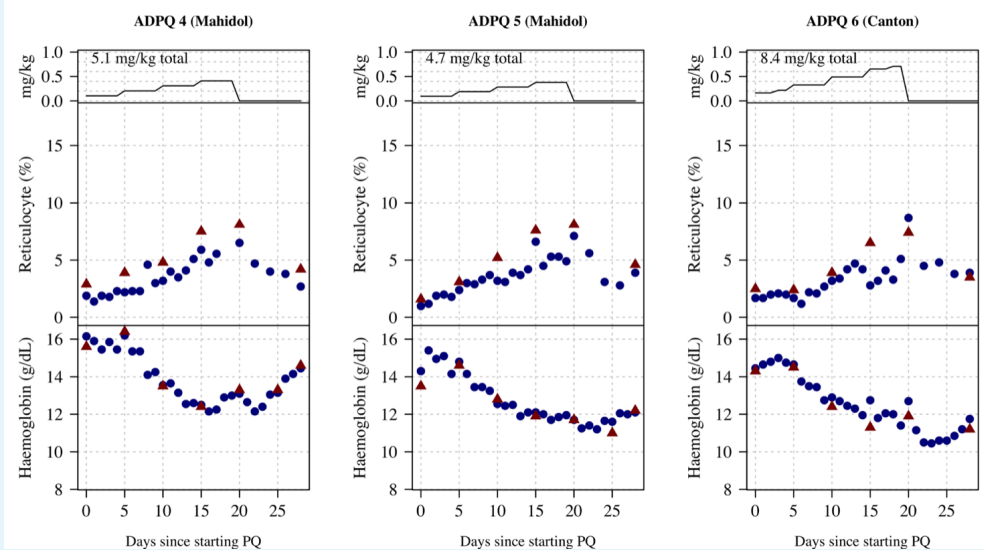 ADPQ 4 (Mahidol)
mg/kg
1.0
0.5
0.0
5.1 mg/kg total
Reticulocyte (%)
15
10
5
0
Haemoglobin (g/dL)
16
14
12
10
8
0 5 10 15 20 25
Days since starting PQ
ADPQ 5 (Mahidol)
mg/kg
1.0
0.5
0.0
4.7 mg/kg total
Reticulocyte (%)
15
10
5
0
Haemoglobin (g/dL)
16
14
12
10
8
0 5 10 15 20 25
Days since starting PQ
ADPQ 6 (Canton)
mg/kg
1.0
0.5
0.0
8.4 mg/kg total
Reticulocyte (%)
15
10
5
0
Haemoglobin (g/dL)
16
14
12
10
8
0 5 10 15 20 25
Days since starting PQ